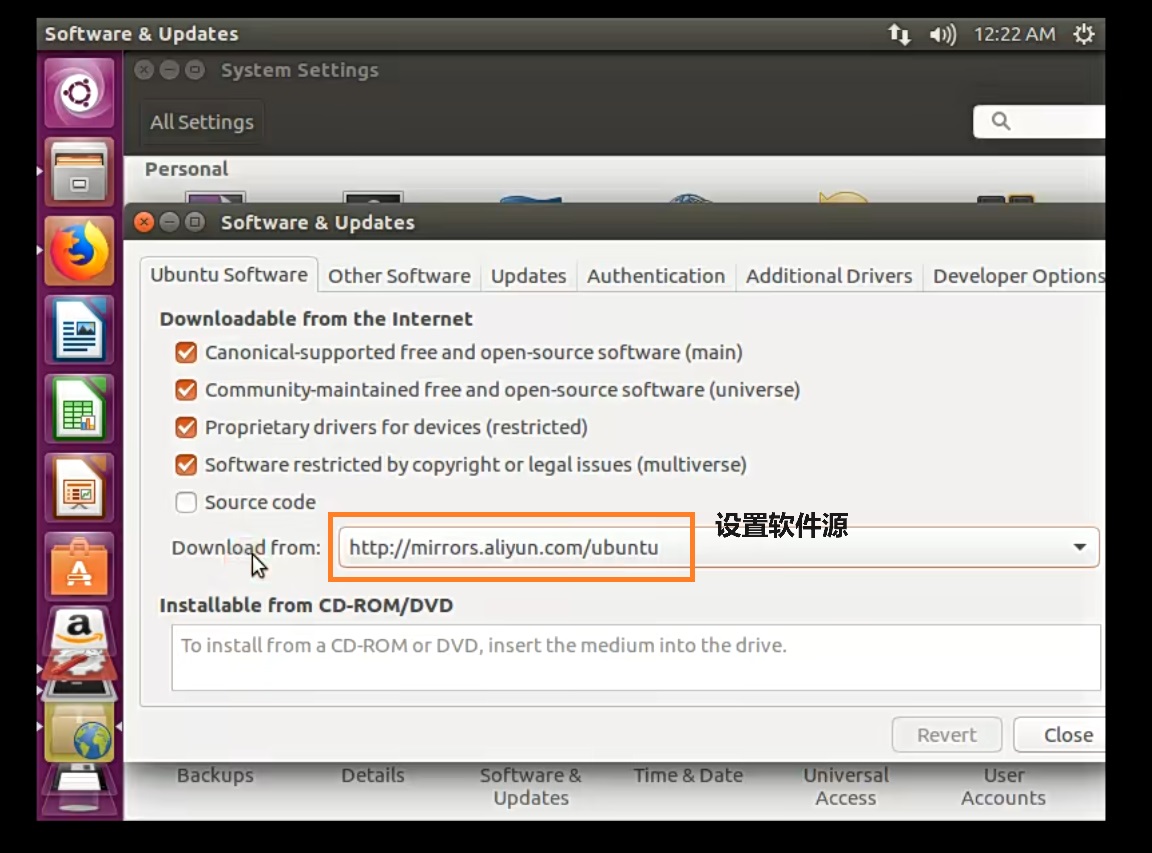 Software & Updates
12:22 AM
System Settings
All Settings
Personal
Software & Updates
Ubuntu Software
Other Software
Updates
Authentication
Additional Drivers
Developer Options
Downloadable from the Internet
Canonical-supported free and open-source software (main)
Community-maintained free and open-source software (universe)
Proprietary drivers for devices (restricted)
Software restricted by copyright or legal issues (multiverse)
Source code
设置软件源
Download from:
http://mirrors.aliyun.com/ubuntu
Installable from CD-ROM/DVD
To install from a CD-ROM or DVD, insert the medium into the drive.
Revert
Close
Backups
Details
Software &
Updates
Time & Date
Universal
Access
User
Accounts